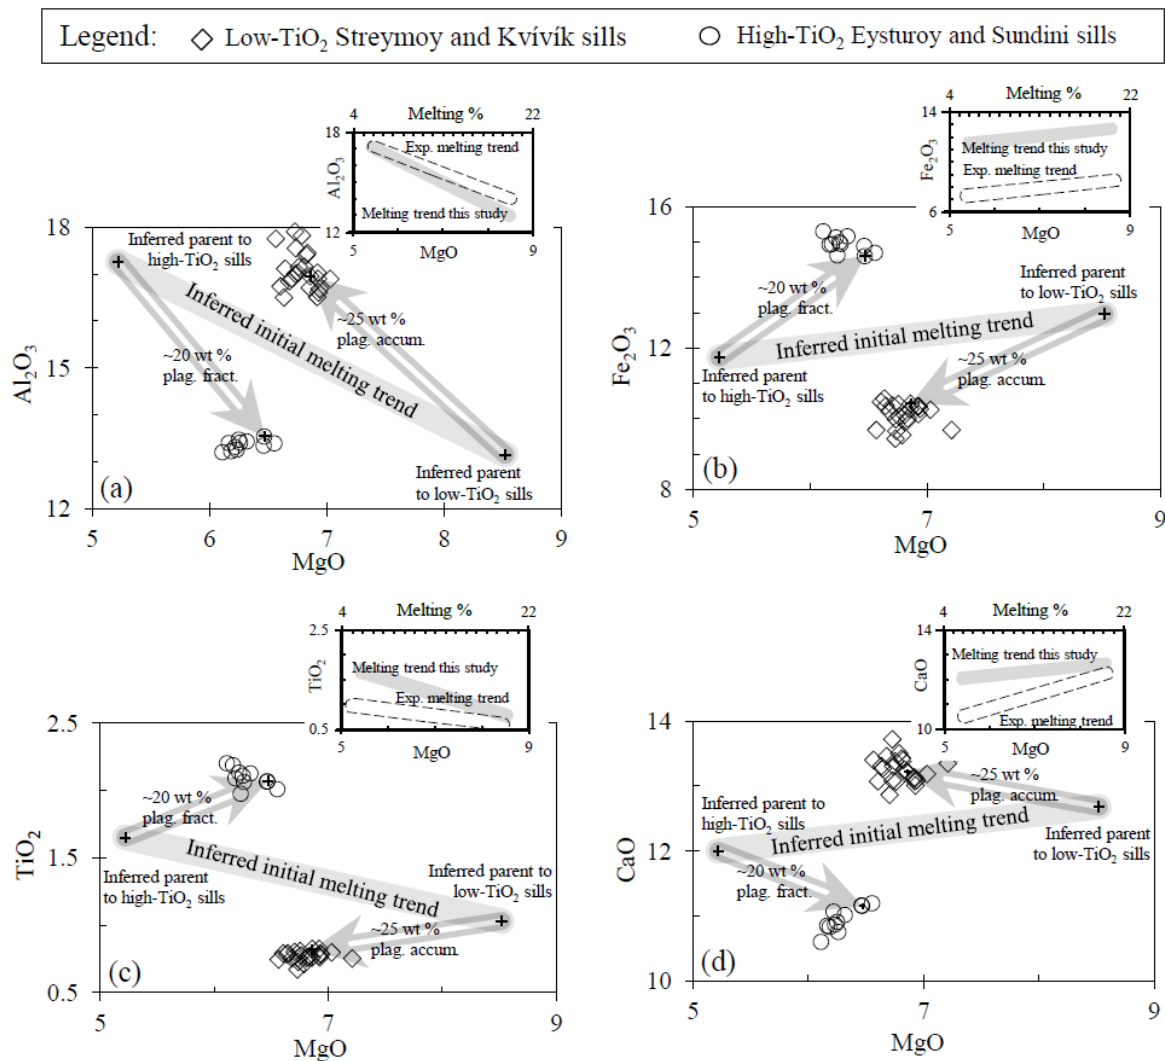 Legend: Low-TiO₂ Streymoy and Kvívík sills High-TiO₂ Eysturoy and Sundini sills
4 Melting % 22
18
Al₂O₃
Exp. melting trend
Melting trend this study
12
5 MgO 9
18
Inferred parent to
high-TiO₂ sills
Inferred initial melting trend
~25 wt %
plag. accum.
~20 wt %
plag. fract.
15
Al₂O₃
Inferred parent
to low-TiO₂ sills
(a)
12
5 6 7 8 9
MgO
4 Melting % 22
14
Fe₂O₃
Melting trend this study
Exp. melting trend
6
5 MgO 9
16
Inferred parent
to low-TiO₂ sills
~20 wt %
plag. fract.
Inferred initial melting trend
12
Fe₂O₃
~25 wt %
plag. accum.
Inferred parent
to high-TiO₂ sills
(b)
8
5 7 9
MgO
4 Melting % 22
2.5
TiO₂
Melting trend this study
Exp. melting trend
0.5
5 MgO 9
2.5
~20 wt %
plag. fract.
1.5
TiO₂
Inferred initial melting trend
Inferred parent to
low-TiO₂ sills
Inferred parent
to high-TiO₂ sills
~25 wt %
plag. accum.
(c)
0.5
5 7 9
MgO
4 Melting % 22
14
CaO
Melting trend this study
Exp. melting trend
10
5 MgO 9
14
~25 wt %
plag. accum.
Inferred parent to
high-TiO₂ sills
Inferred initial melting trend
12
CaO
Inferred parent
to low-TiO₂ sills
~20 wt %
plag. fract.
(d)
10
5 7 9
MgO